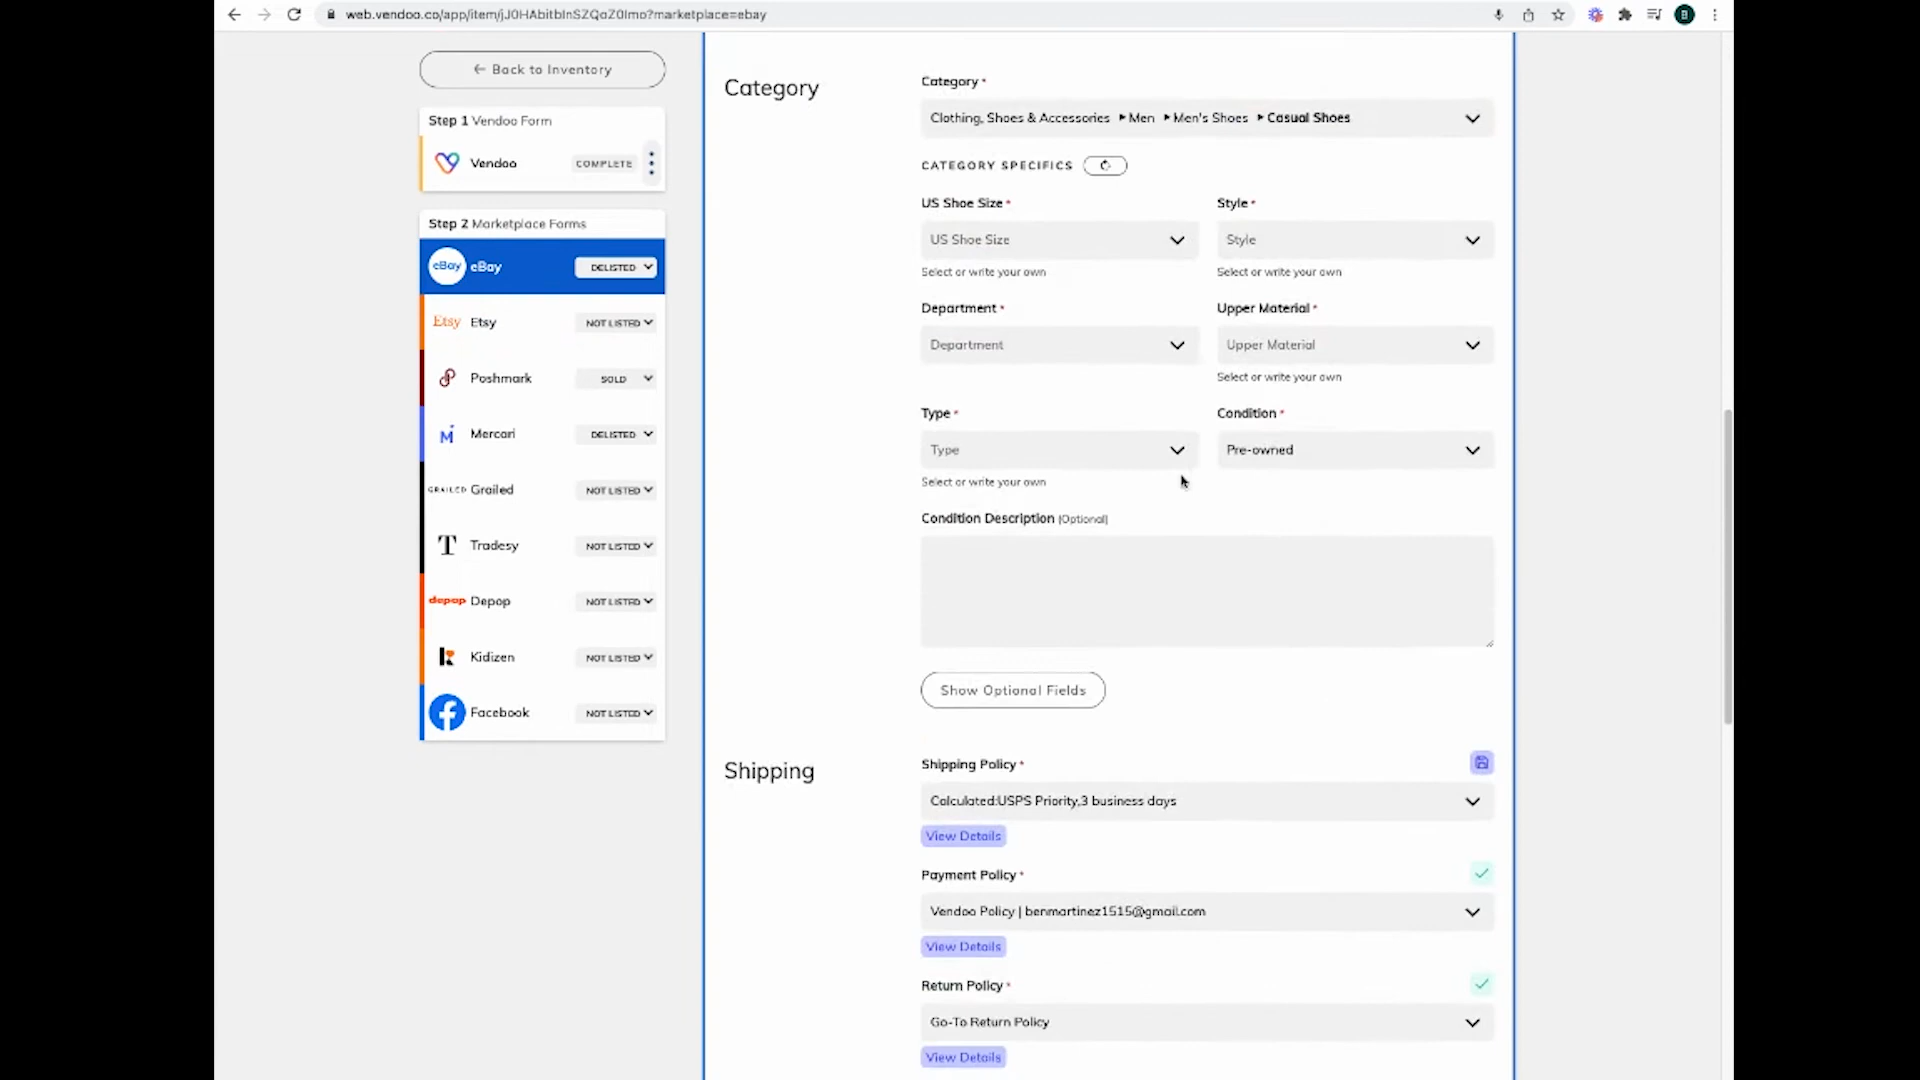 web.vendoo.co/app/item/jJ0HAbitbInSZQaZ0Imo?marketplace=ebay
B
← Back to Inventory
Step 1 Vendoo Form
Vendoo COMPLETE
Step 2 Marketplace Forms
eBay eBay DELISTED
Etsy Etsy NOT LISTED
Poshmark SOLD
Mercari DELISTED
GRAILED Grailed NOT LISTED
T Tradesy NOT LISTED
depop Depop NOT LISTED
Kidizen NOT LISTED
Facebook NOT LISTED
Category
Category *
Clothing, Shoes & Accessories ▸ Men ▸ Men's Shoes ▸ Casual Shoes
CATEGORY SPECIFICS
US Shoe Size * Style *
US Shoe Size Style
Select or write your own Select or write your own
Department * Upper Material *
Department Upper Material
Select or write your own
Type * Condition *
Type Pre-owned
Select or write your own
Condition Description (Optional)
Show Optional Fields
Shipping
Shipping Policy *
Calculated:USPS Priority,3 business days
View Details
Payment Policy *
Vendoo Policy | benmartinez1515@gmail.com
View Details
Return Policy *
Go-To Return Policy
View Details